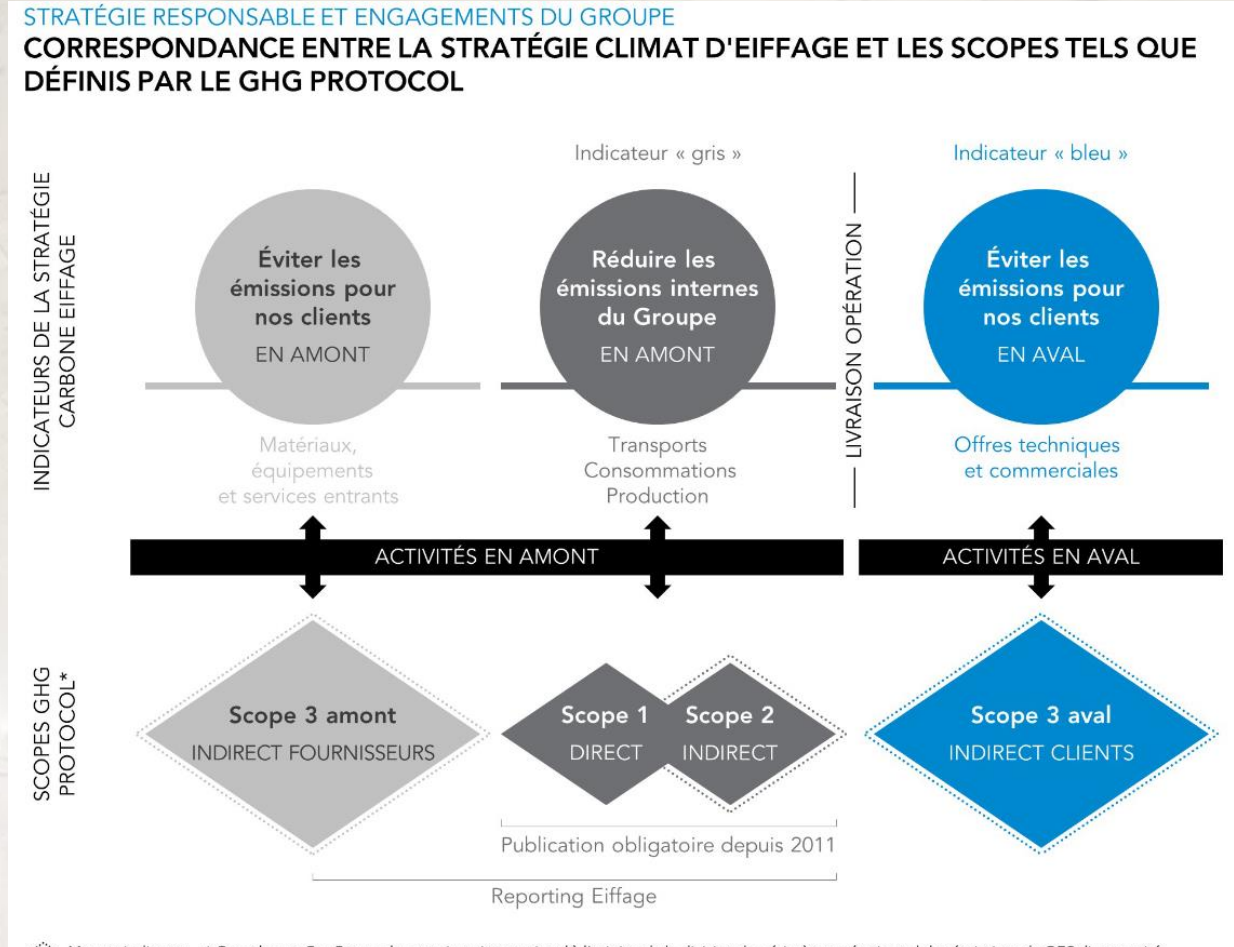 STRATÉGIE RESPONSABLE ET ENGAGEMENTS DU GROUPE
CORRESPONDANCE ENTRE LA STRATÉGIE CLIMAT D'EIFFAGE ET LES SCOPES TELS QUE
DÉFINIS PAR LE GHG PROTOCOL
INDICATEURS DE LA STRATÉGIE
CARBONE EIFFAGE
Éviter les
émissions pour
nos clients
EN AMONT
Matériaux,
équipements
et services entrants
Indicateur « gris »
Réduire les
émissions internes
du Groupe
EN AMONT
Transports
Consommations
Production
LIVRAISON OPÉRATION
Indicateur « bleu »
Éviter les
émissions pour
nos clients
EN AVAL
Offres techniques
et commerciales
ACTIVITÉS EN AMONT
ACTIVITÉS EN AVAL
SCOPES GHG
PROTOCOL*
Scope 3 amont
INDIRECT FOURNISSEURS
Scope 1
DIRECT
Scope 2
INDIRECT
Scope 3 aval
INDIRECT CLIENTS
Publication obligatoire depuis 2011
Reporting Eiffage